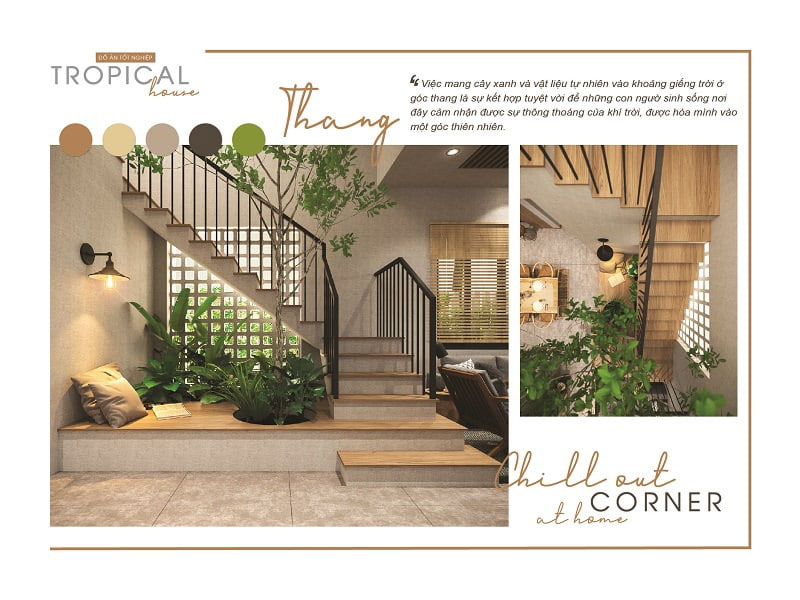 ĐỒ ÁN TỐT NGHIỆP
TROPICAL
house
Thang
“ Việc mang cây xanh và vật liệu tự nhiên vào khoảng giếng trời ở
góc thang là sự kết hợp tuyệt vời để những con người sinh sống nơi
đây cảm nhận được sự thông thoáng của khí trời, được hòa mình vào
một góc thiên nhiên.
Chill out
CORNER
at home